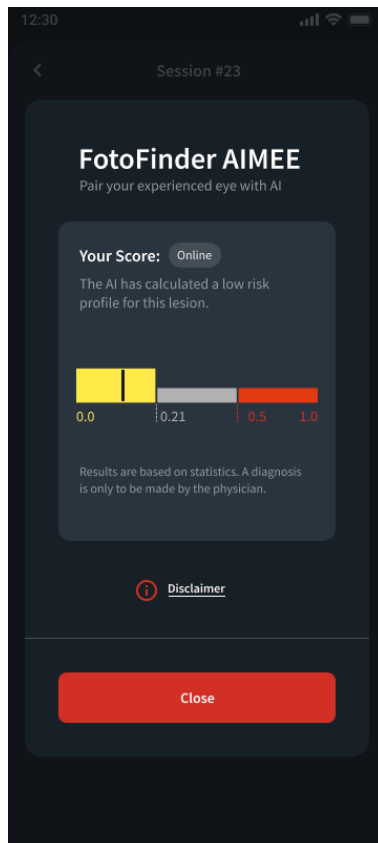 12:30
Session #23
FotoFinder AIMEE
Pair your experienced eye with AI
Your Score: Online
The AI has calculated a low risk
profile for this lesion.
0.0 0.21 0.5 1.0
Results are based on statistics. A diagnosis
is only to be made by the physician.
Disclaimer
Close